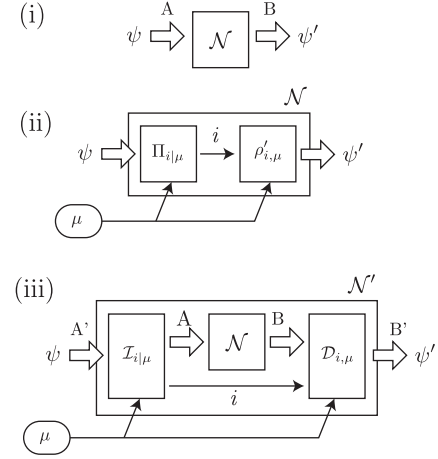 (i)
A B
ψ 𝒩 ψ′
(ii)
𝒩
ψ Π_{i|μ} i ρ′_{i,μ} ψ′
μ
(iii)
𝒩′
A' A B B'
ψ ℐ_{i|μ} 𝒩 𝒟_{i,μ} ψ′
i
μ